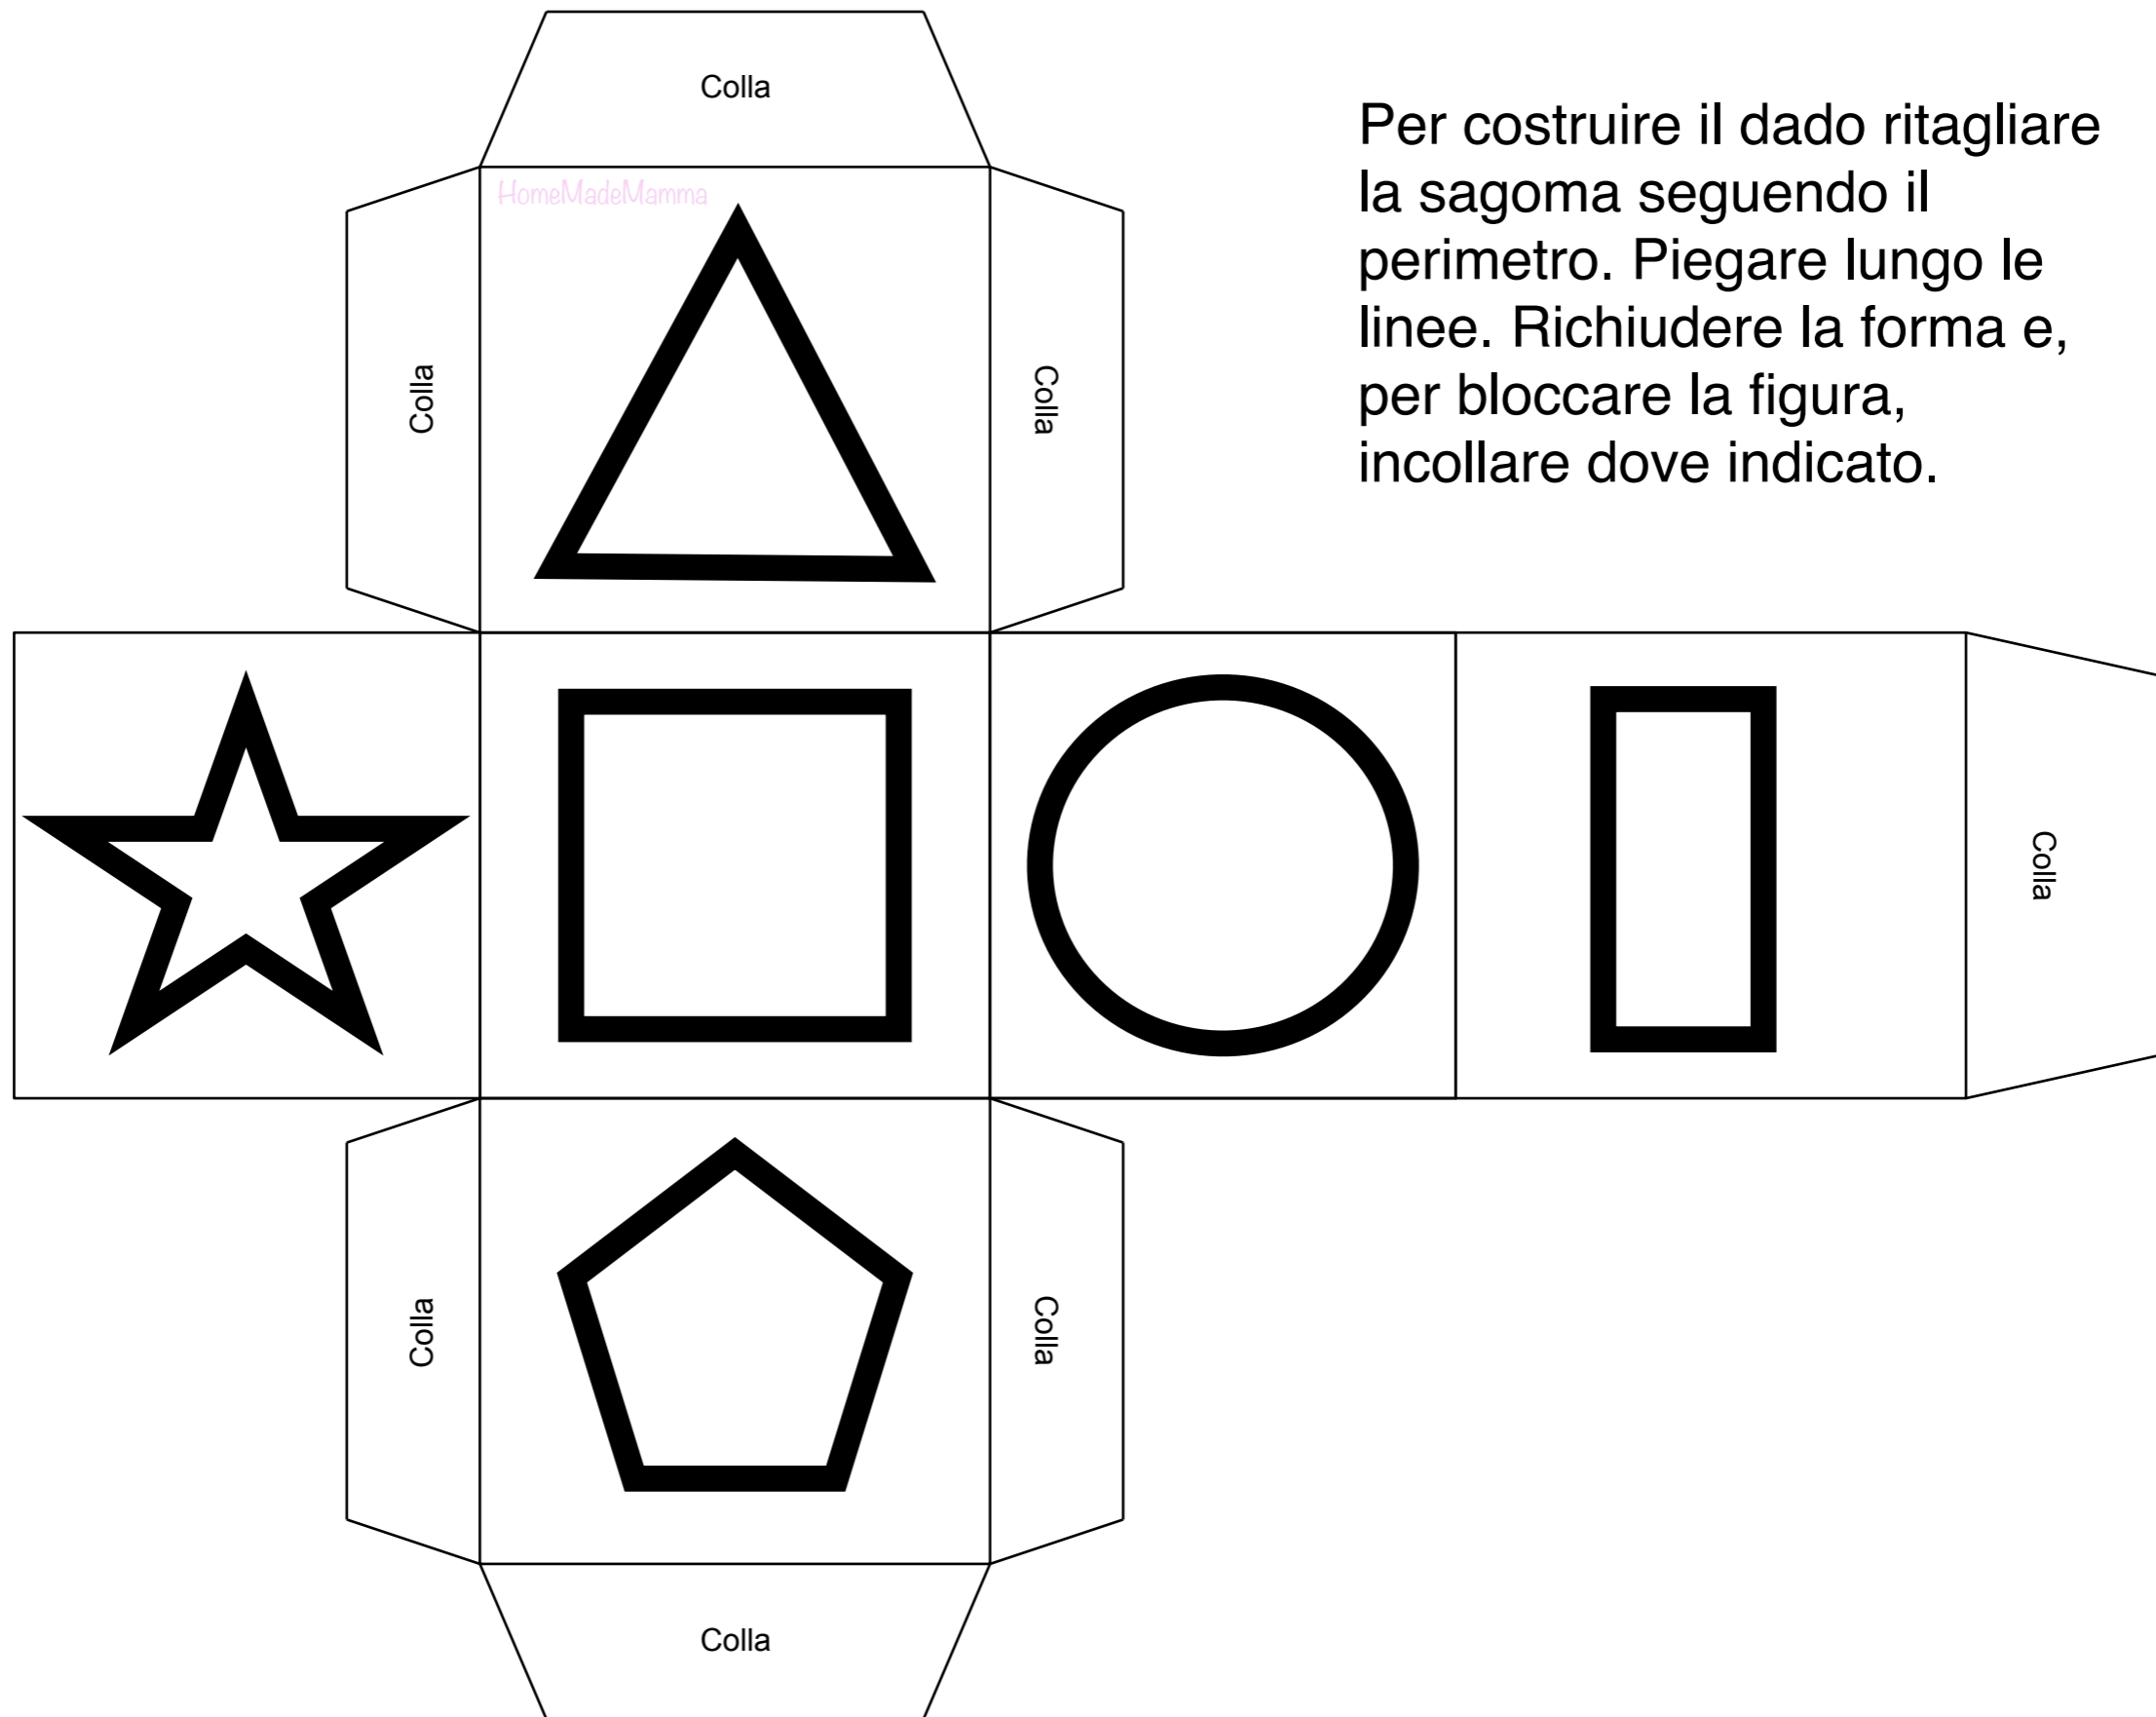 Colla
Per costruire il dado ritagliare
la sagoma seguendo il
perimetro. Piegare lungo le
linee. Richiudere la forma e,
per bloccare la figura,
incollare dove indicato.
HomeMadeMamma
Colla
Colla
Colla
Colla
Colla
Colla